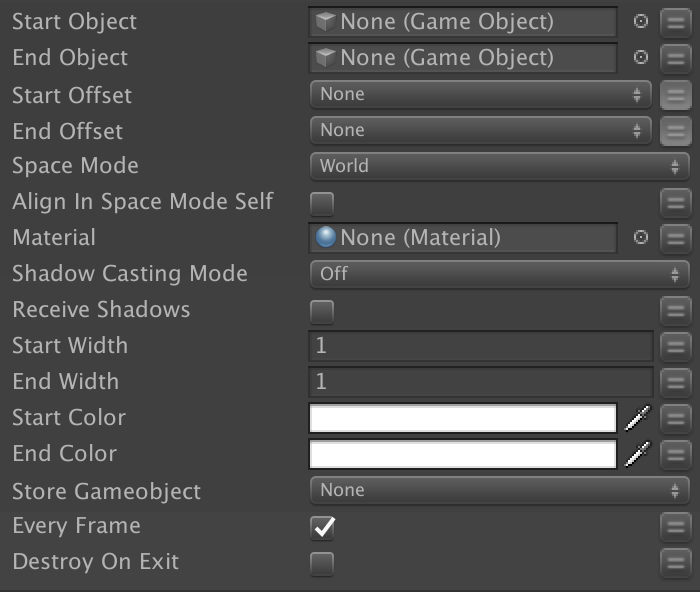 Start Object None (Game Object)
End Object None (Game Object)
Start Offset None
End Offset None
Space Mode World
Align In Space Mode Self
Material None (Material)
Shadow Casting Mode Off
Receive Shadows
Start Width 1
End Width 1
Start Color
End Color
Store Gameobject None
Every Frame
Destroy On Exit